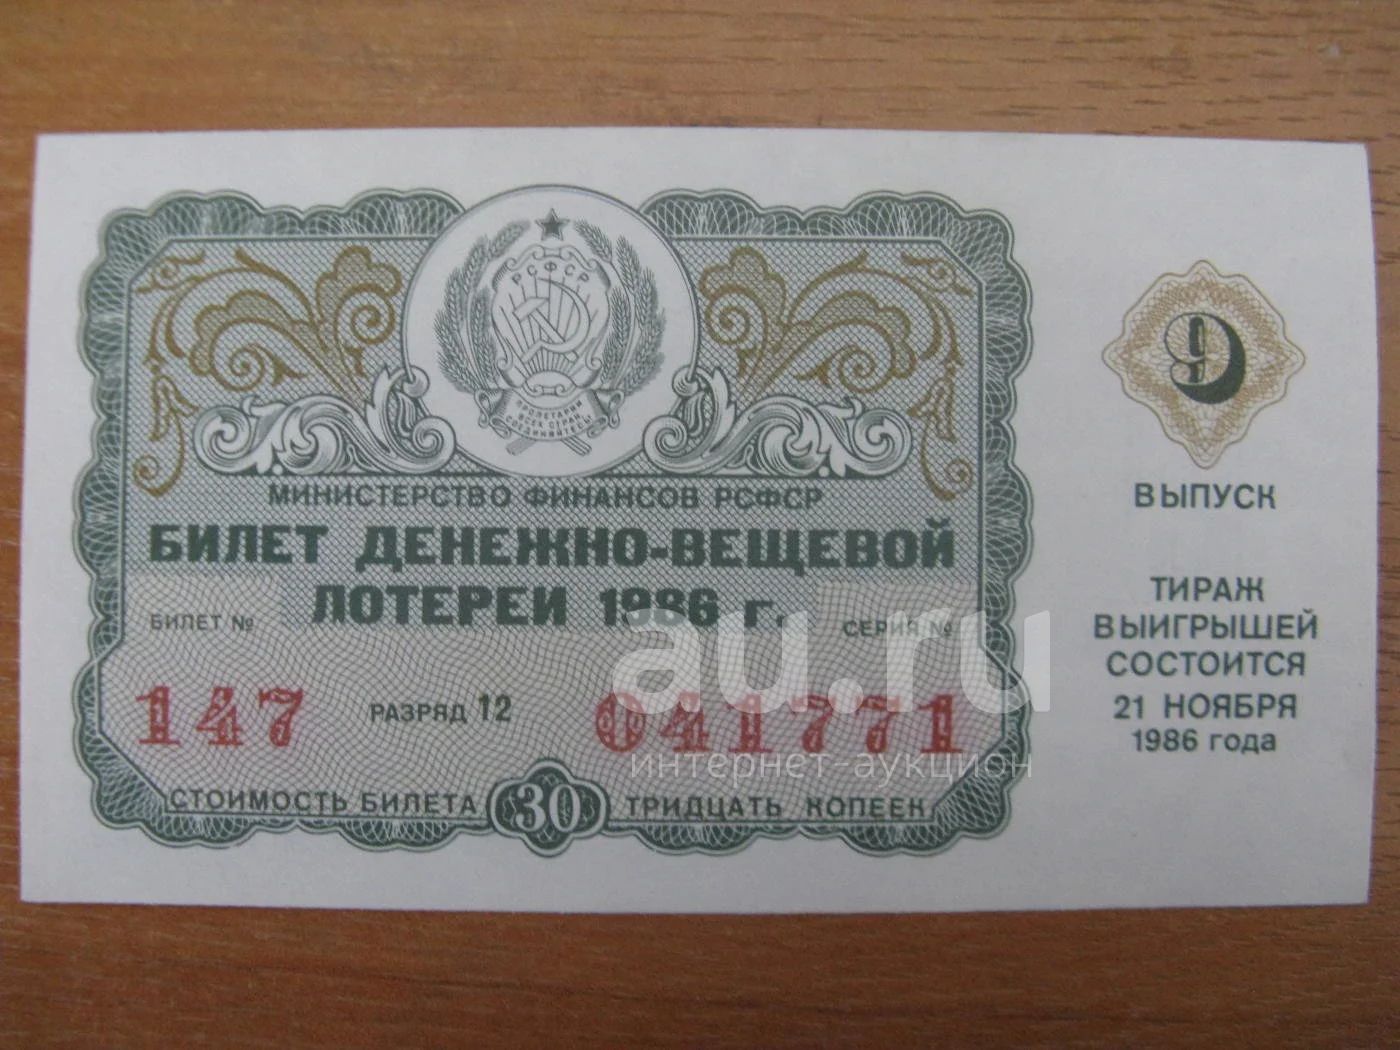 РСФСР
ПРОЛЕТАРИИ
ВСЕХ СТРАН,
СОЕДИНЯЙТЕСЬ!
МИНИСТЕРСТВО ФИНАНСОВ РСФСР
БИЛЕТ ДЕНЕЖНО-ВЕЩЕВОЙ
ЛОТЕРЕИ 1986 г.
БИЛЕТ № СЕРИЯ №
147 РАЗРЯД 12 041771
СТОИМОСТЬ БИЛЕТА 30 ТРИДЦАТЬ КОПЕЕК
9
ВЫПУСК
ТИРАЖ
ВЫИГРЫШЕЙ
СОСТОИТСЯ
21 НОЯБРЯ
1986 года
au.ru
интернет-аукцион